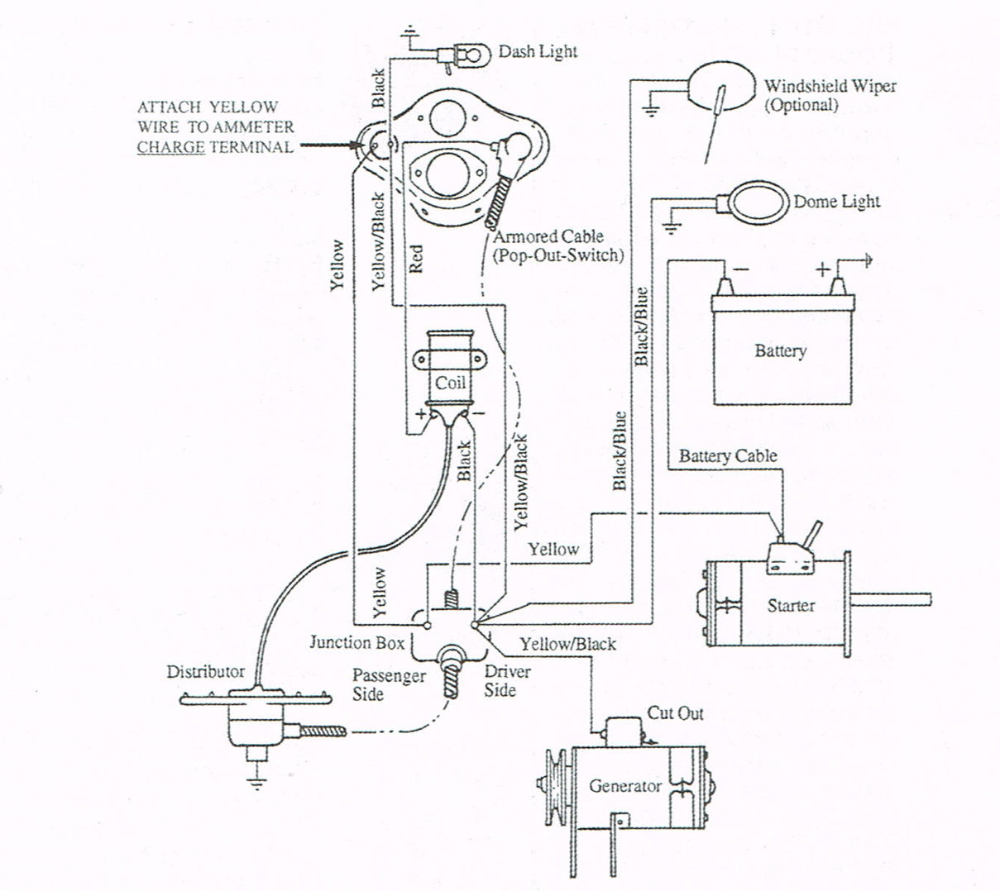 Dash Light
Black
ATTACH YELLOW
WIRE TO AMMETER
CHARGE TERMINAL
Windshield Wiper
(Optional)
Dome Light
Armored Cable
(Pop-Out-Switch)
Yellow
Yellow/Black
Red
− +
Battery
Black/Blue
Coil
+ −
Black
Yellow/Black
Black/Blue
Battery Cable
Yellow
Yellow
Starter
Junction Box
Yellow/Black
Distributor
Passenger
Side
Driver
Side
Cut Out
Generator